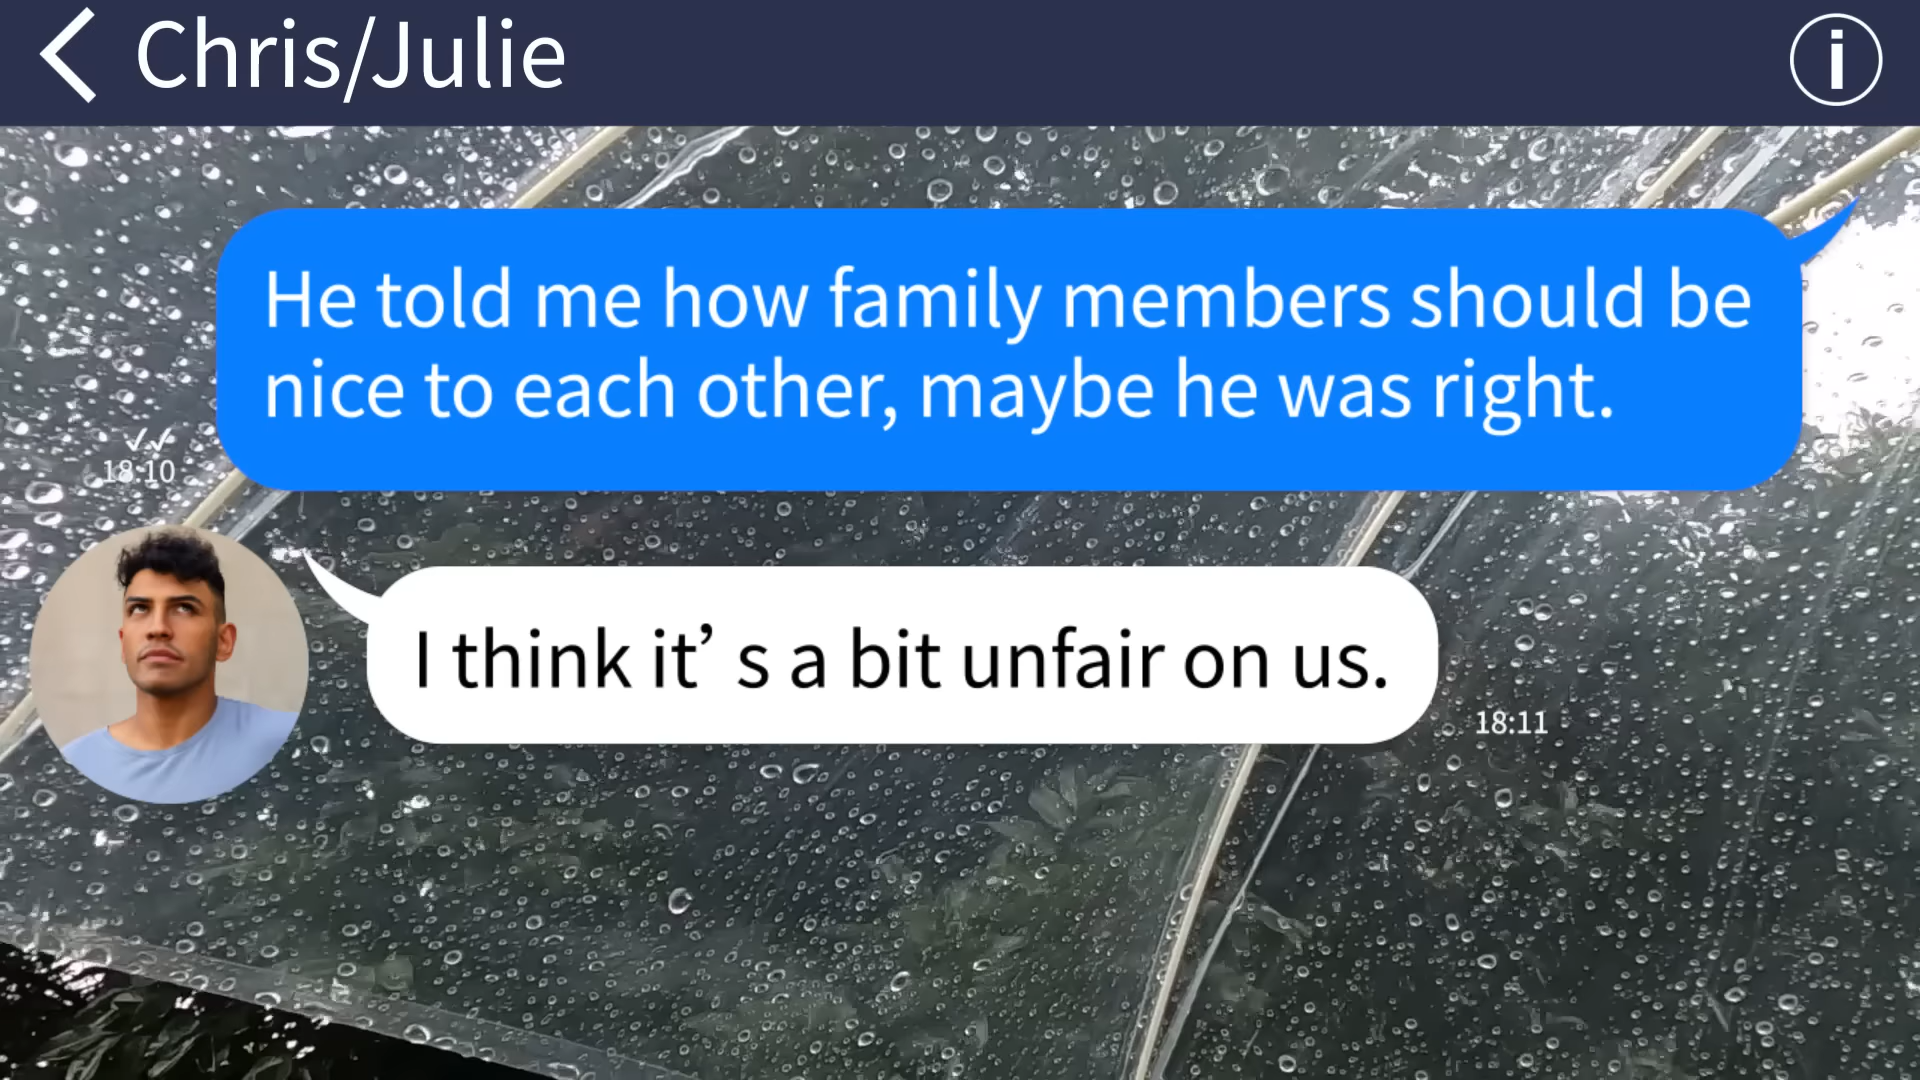 Chris/Julie
He told me how family members should be
nice to each other, maybe he was right.
18:10
I think it’s a bit unfair on us.
18:11